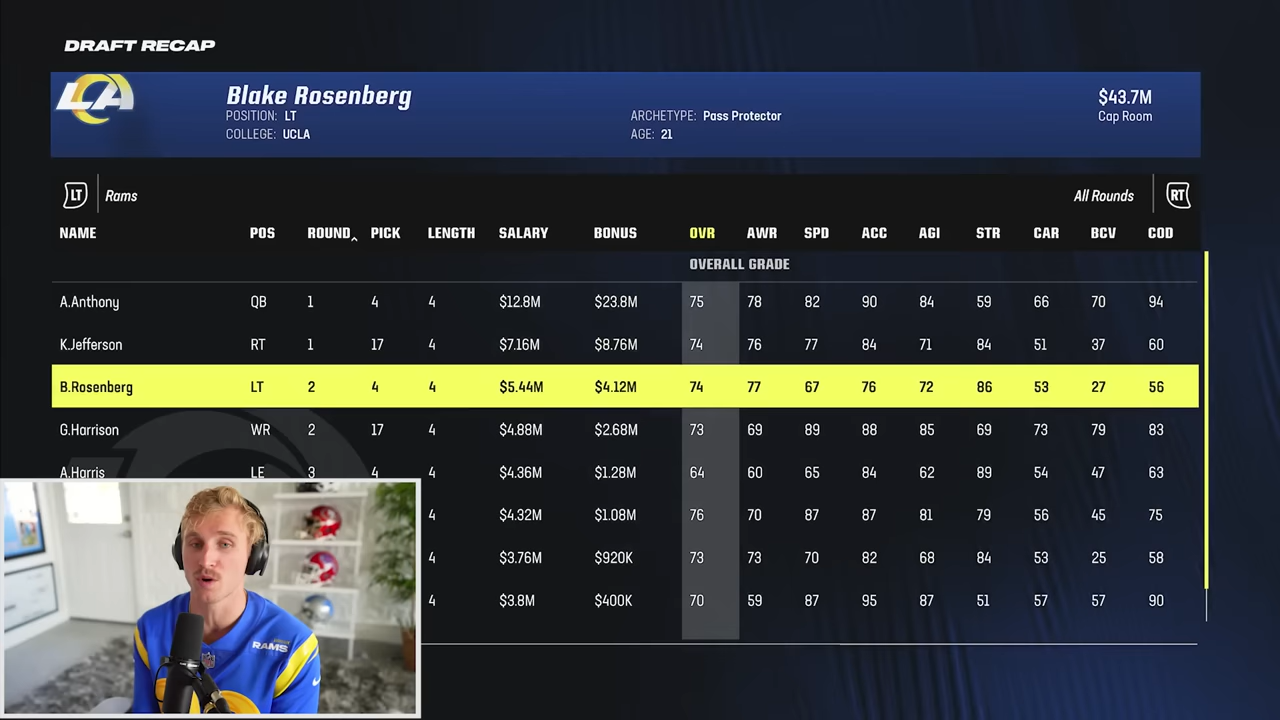 DRAFT RECAP
LA
Blake Rosenberg
POSITION: LT
COLLEGE: UCLA
ARCHETYPE: Pass Protector
AGE: 21
$43.7M
Cap Room
LT Rams
All Rounds RT
NAME POS ROUND PICK LENGTH SALARY BONUS OVR AWR SPD ACC AGI STR CAR BCV COD
OVERALL GRADE
A.Anthony QB 1 4 4 $12.8M $23.8M 75 78 82 90 84 59 66 70 94
K.Jefferson RT 1 17 4 $7.16M $8.76M 74 76 77 84 71 84 51 37 60
B.Rosenberg LT 2 4 4 $5.44M $4.12M 74 77 67 76 72 86 53 27 56
G.Harrison WR 2 17 4 $4.88M $2.68M 73 69 89 88 85 69 73 79 83
A.Harris LE 3 4 4 $4.36M $1.28M 64 60 65 84 62 89 54 47 63
4 $4.32M $1.08M 76 70 87 87 81 79 56 45 75
4 $3.76M $920K 73 73 70 82 68 84 53 25 58
4 $3.8M $400K 70 59 87 95 87 51 57 57 90
RAMS